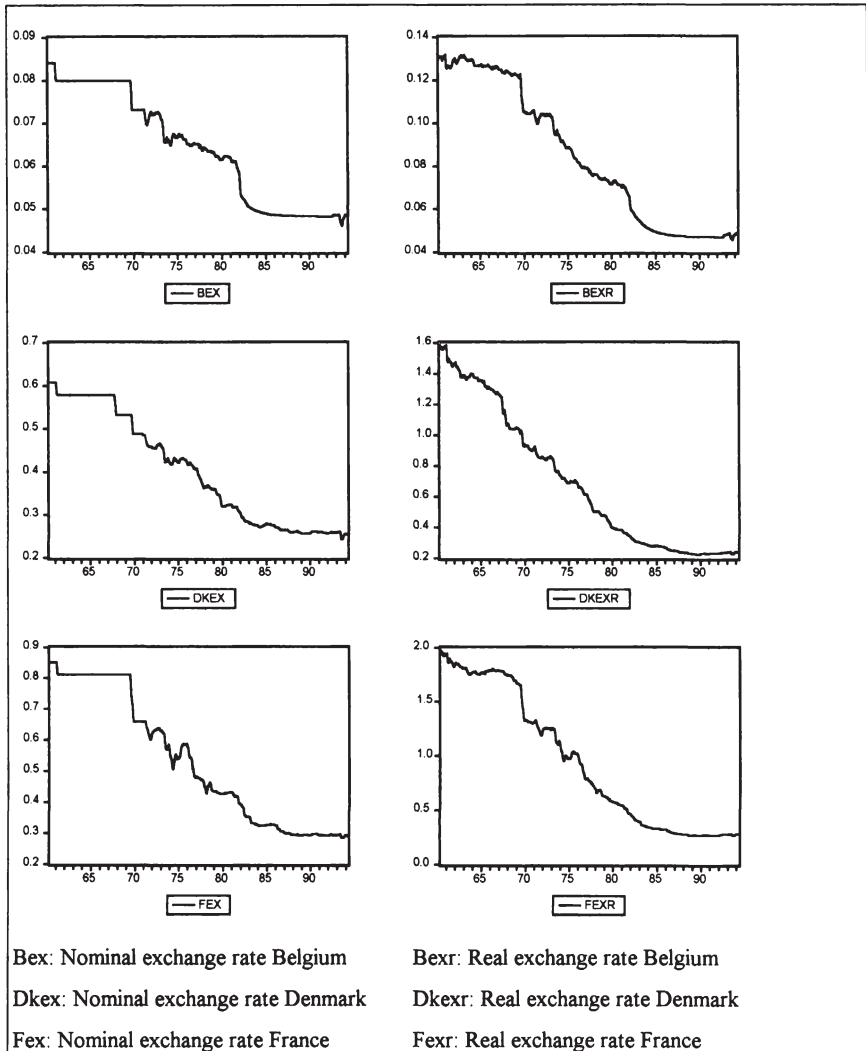 0.09
0.08
0.07
0.06
0.05
0.04
65 70 75 80 85 90
BEX
0.14
0.12
0.10
0.08
0.06
0.04
65 70 75 80 85 90
BEXR
0.7
0.6
0.5
0.4
0.3
0.2
65 70 75 80 85 90
DKEX
1.6
1.4
1.2
1.0
0.8
0.6
0.4
0.2
65 70 75 80 85 90
DKEXR
0.9
0.8
0.7
0.6
0.5
0.4
0.3
0.2
65 70 75 80 85 90
FEX
2.0
1.5
1.0
0.5
0.0
65 70 75 80 85 90
FEXR
Bex: Nominal exchange rate Belgium
Bexr: Real exchange rate Belgium
Dkex: Nominal exchange rate Denmark
Dkexr: Real exchange rate Denmark
Fex: Nominal exchange rate France
Fexr: Real exchange rate France